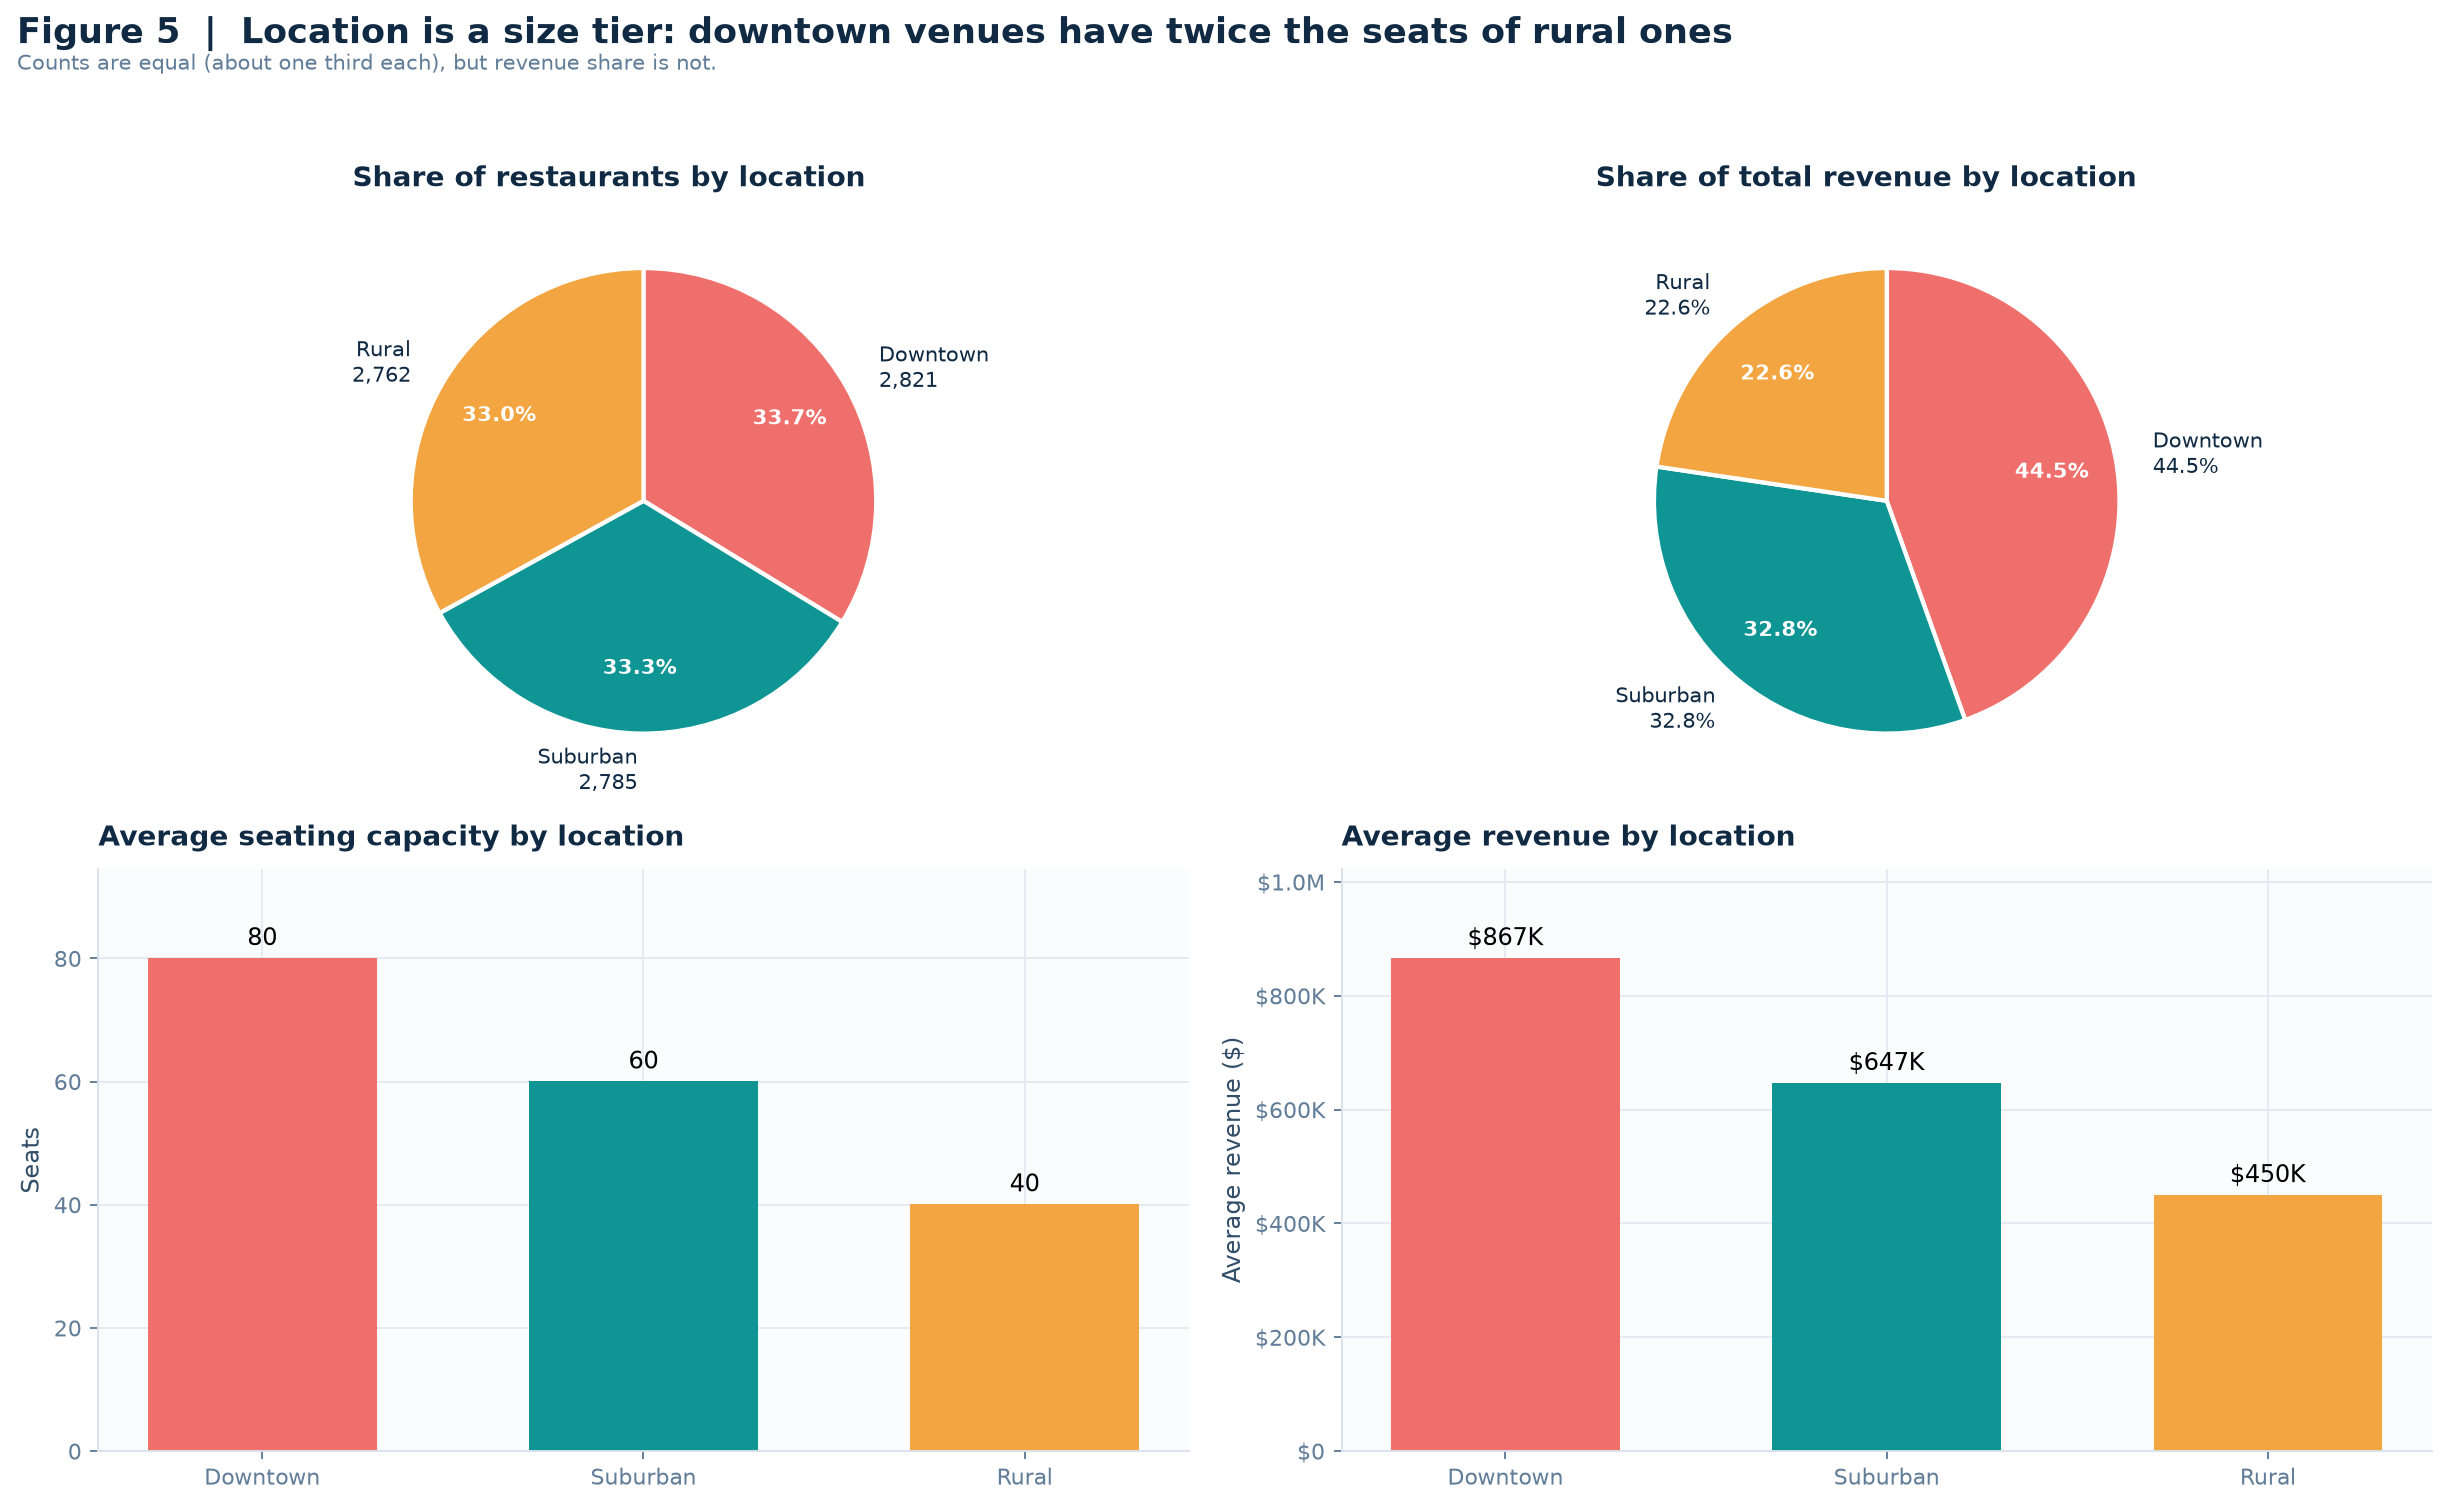 Figure 5 | Location is a size tier: downtown venues have twice the seats of rural ones
Counts are equal (about one third each), but revenue share is not.
Share of restaurants by location
Rural
2,762
33.0%
Downtown
2,821
33.7%
33.3%
Suburban
2,785
Share of total revenue by location
Rural
22.6%
22.6%
Downtown
44.5%
44.5%
32.8%
Suburban
32.8%
Average seating capacity by location
Seats
80
60
40
20
0
80
60
40
Downtown
Suburban
Rural
Average revenue by location
Average revenue ($)
$1.0M
$800K
$600K
$400K
$200K
$0
$867K
$647K
$450K
Downtown
Suburban
Rural